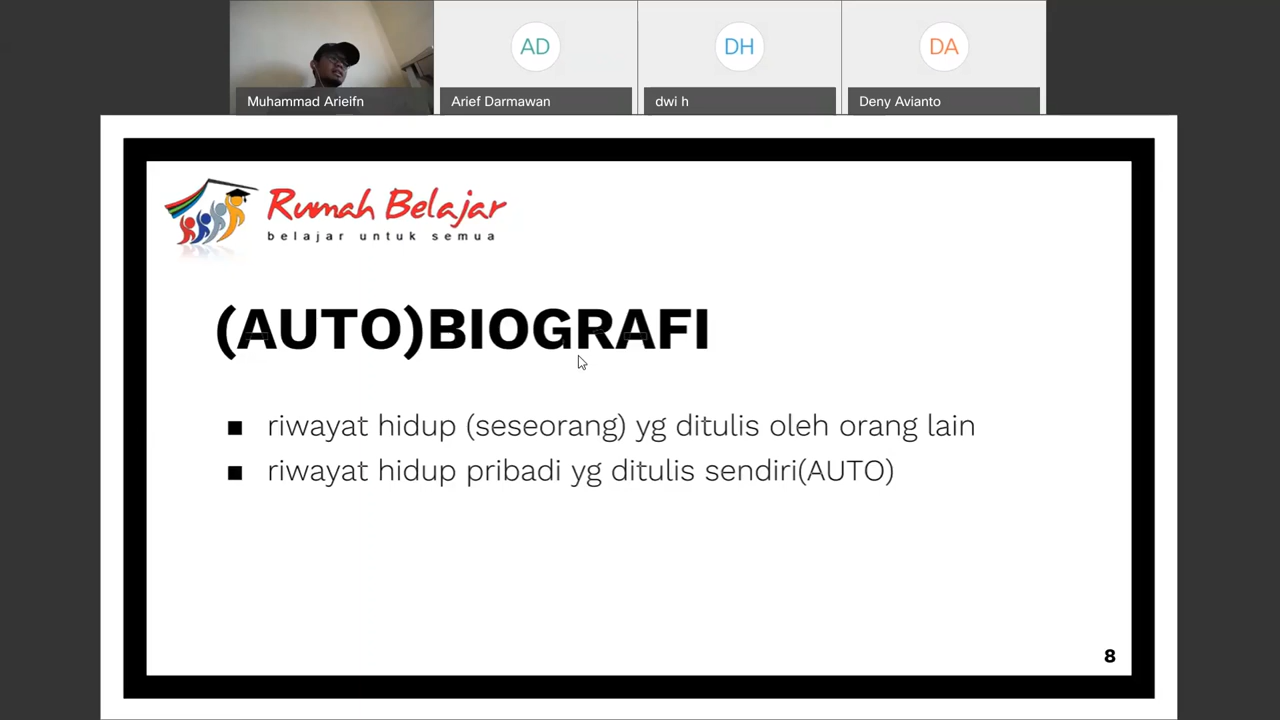 AD
DH
DA
Muhammad Arieifn
Arief Darmawan
dwi h
Deny Avianto
Rumah Belajar
belajar untuk semua
(AUTO)BIOGRAFI
■ riwayat hidup (seseorang) yg ditulis oleh orang lain
■ riwayat hidup pribadi yg ditulis sendiri(AUTO)
8